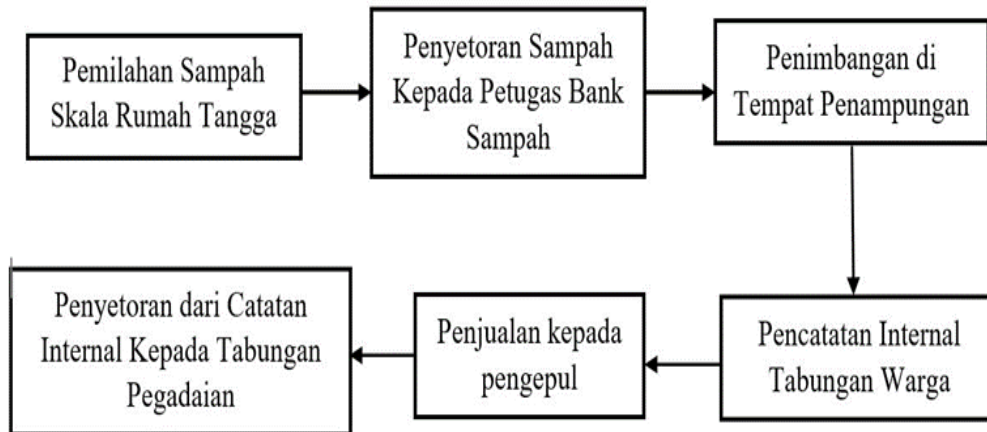 Pemilahan Sampah
Skala Rumah Tangga
Penyetoran Sampah
Kepada Petugas Bank
Sampah
Penimbangan di
Tempat Penampungan
Pencatatan Internal
Tabungan Warga
Penjualan kepada
pengepul
Penyetoran dari Catatan
Internal Kepada Tabungan
Pegadaian